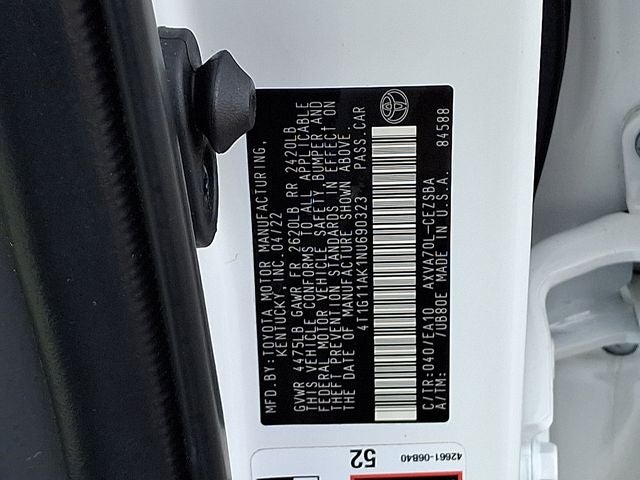 MFD. BY: TOYOTA MOTOR MANUFACTURING,
KENTUCKY, INC. 04/22
GVWR 4475LB GAWR FR 2620LB RR 2420LB
THIS VEHICLE CONFORMS TO ALL APPLICABLE
FEDERAL MOTOR VEHICLE SAFETY, BUMPER AND
THEFT PREVENTION STANDARDS IN EFFECT ON
THE DATE OF MANUFACTURE SHOWN ABOVE.
4T1G11AK1NU690323 PASS. CAR
C/TR:040/EA10 AXVA70L-CEZSBA
A/TM: /UB80E MADE IN U.S.A. 84588
52
42661-06B40